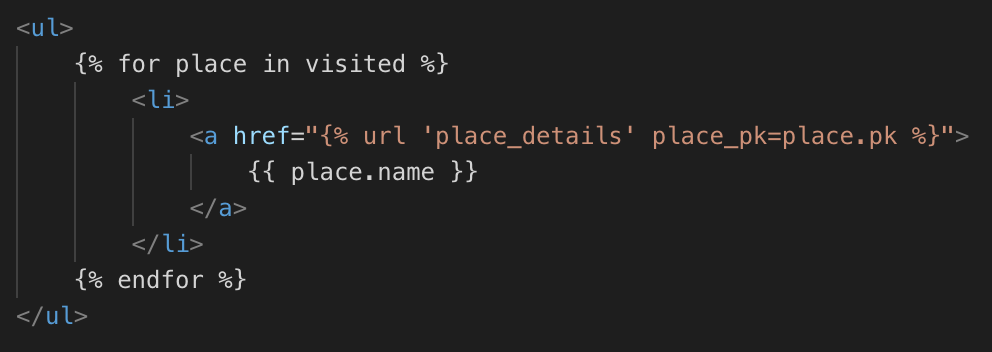 <ul>
{% for place in visited %}
<li>
<a href="{% url 'place_details' place_pk=place.pk %}">
{{ place.name }}
</a>
</li>
{% endfor %}
</ul>